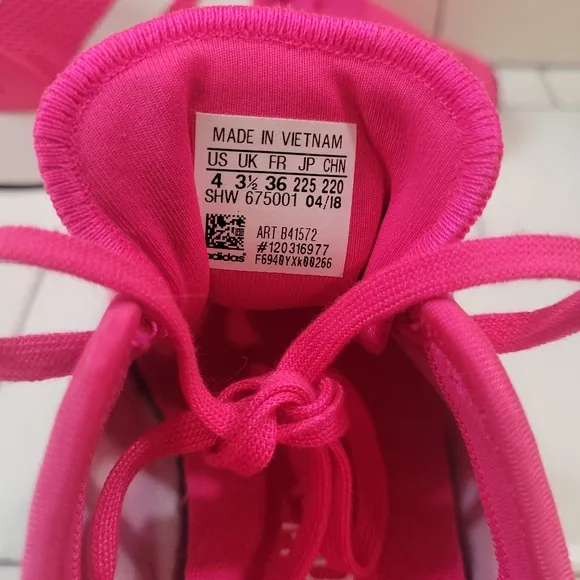 MADE IN VIETNAM
US UK FR JP CHN
4 3½ 36 225 220
SHW 675001 04/18
ART B41572
#120316977
adidas F6940YXk00266